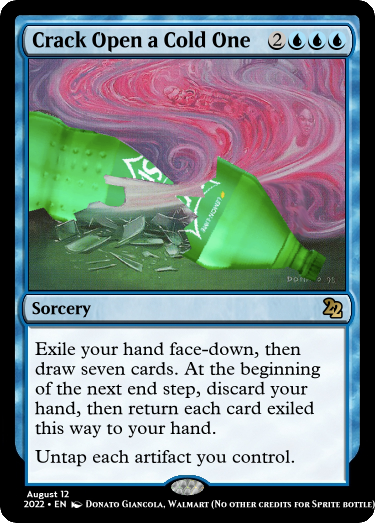 Crack Open a Cold One 2
Sorcery 22
Exile your hand face-down, then
draw seven cards. At the beginning
of the next end step, discard your
hand, then return each card exiled
this way to your hand.
Untap each artifact you control.
August 12
2022 • EN Donato Giancola, Walmart (No other credits for Sprite bottle)